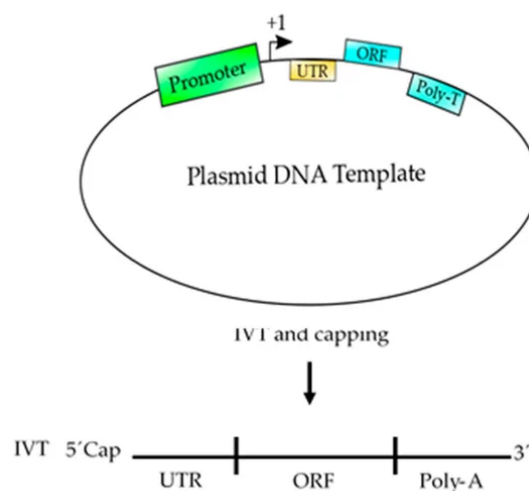 +1
Promoter
UTR
ORF
Poly-T
Plasmid DNA Template
IVT and capping
IVT 5´Cap 3´
UTR ORF Poly-A